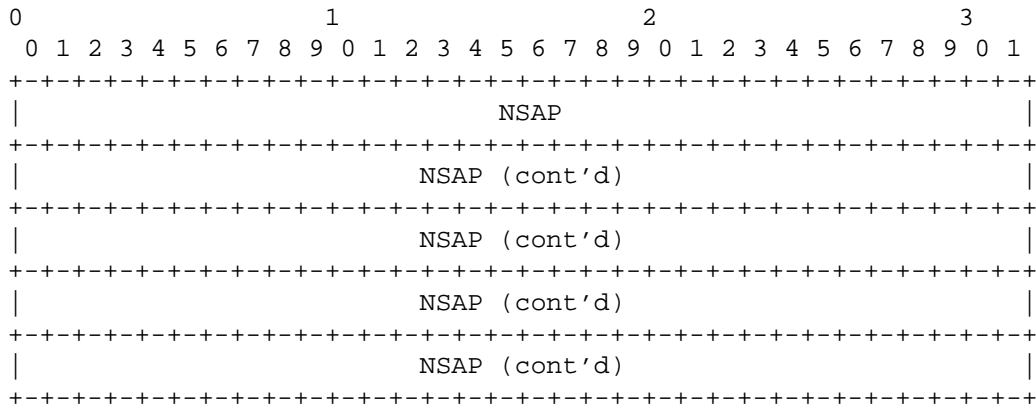 0                   1                   2                   3
 0 1 2 3 4 5 6 7 8 9 0 1 2 3 4 5 6 7 8 9 0 1 2 3 4 5 6 7 8 9 0 1
+-+-+-+-+-+-+-+-+-+-+-+-+-+-+-+-+-+-+-+-+-+-+-+-+-+-+-+-+-+-+-+-+
|                              NSAP                             |
+-+-+-+-+-+-+-+-+-+-+-+-+-+-+-+-+-+-+-+-+-+-+-+-+-+-+-+-+-+-+-+-+
|                         NSAP (cont’d)                         |
+-+-+-+-+-+-+-+-+-+-+-+-+-+-+-+-+-+-+-+-+-+-+-+-+-+-+-+-+-+-+-+-+
|                         NSAP (cont’d)                         |
+-+-+-+-+-+-+-+-+-+-+-+-+-+-+-+-+-+-+-+-+-+-+-+-+-+-+-+-+-+-+-+-+
|                         NSAP (cont’d)                         |
+-+-+-+-+-+-+-+-+-+-+-+-+-+-+-+-+-+-+-+-+-+-+-+-+-+-+-+-+-+-+-+-+
|                         NSAP (cont’d)                         |
+-+-+-+-+-+-+-+-+-+-+-+-+-+-+-+-+-+-+-+-+-+-+-+-+-+-+-+-+-+-+-+-+